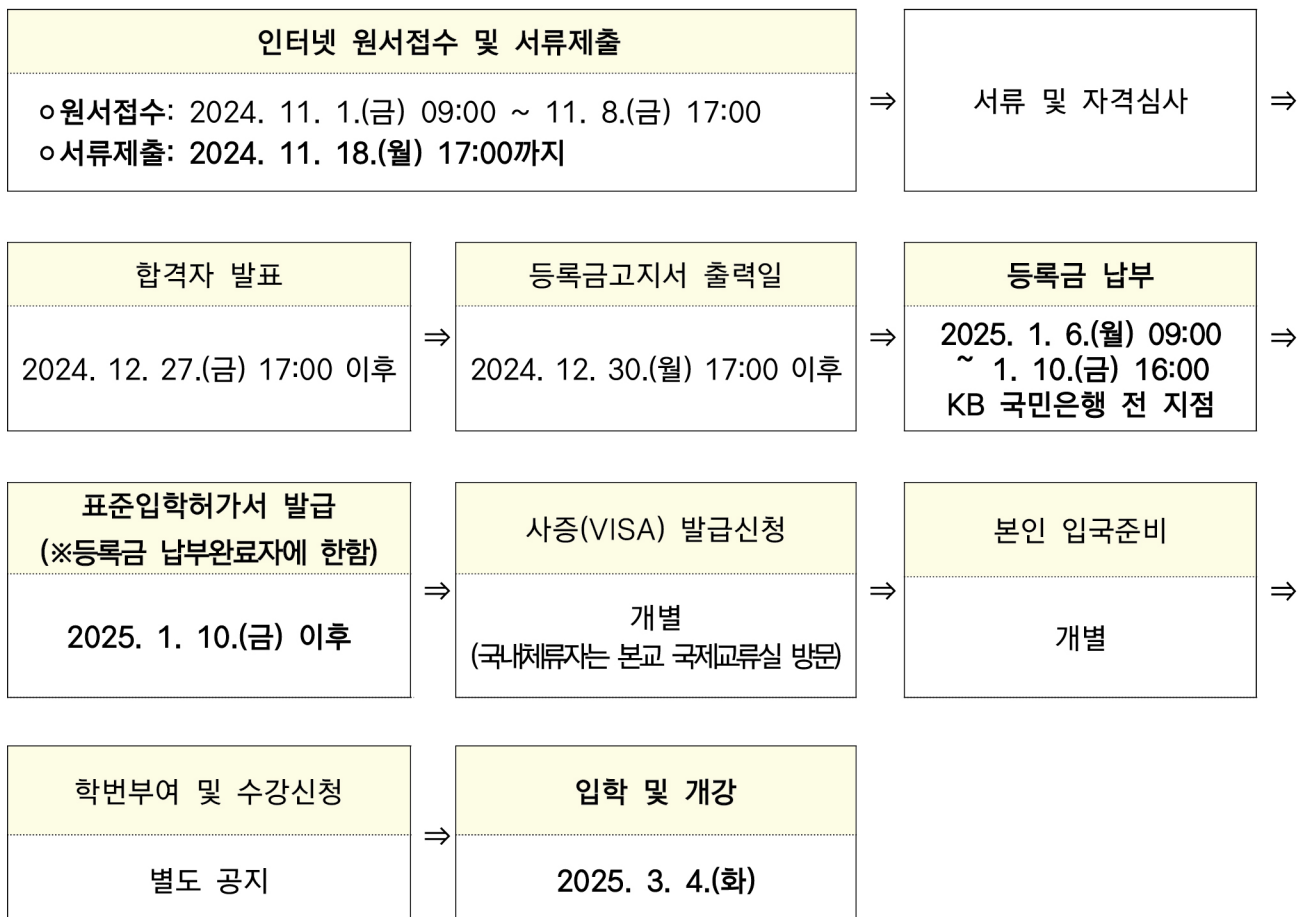 인터넷 원서접수 및 서류제출
ㅇ원서접수: 2024. 11. 1.(금) 09:00 ~ 11. 8.(금) 17:00
ㅇ서류제출: 2024. 11. 18.(월) 17:00까지
⇒
서류 및 자격심사
⇒
합격자 발표
2024. 12. 27.(금) 17:00 이후
⇒
등록금고지서 출력일
2024. 12. 30.(월) 17:00 이후
⇒
등록금 납부
2025. 1. 6.(월) 09:00
~ 1. 10.(금) 16:00
KB 국민은행 전 지점
⇒
표준입학허가서 발급
(※등록금 납부완료자에 한함)
2025. 1. 10.(금) 이후
⇒
사증(VISA) 발급신청
개별
(국내체류자는 본교 국제교류실 방문)
⇒
본인 입국준비
개별
⇒
학번부여 및 수강신청
별도 공지
⇒
입학 및 개강
2025. 3. 4.(화)